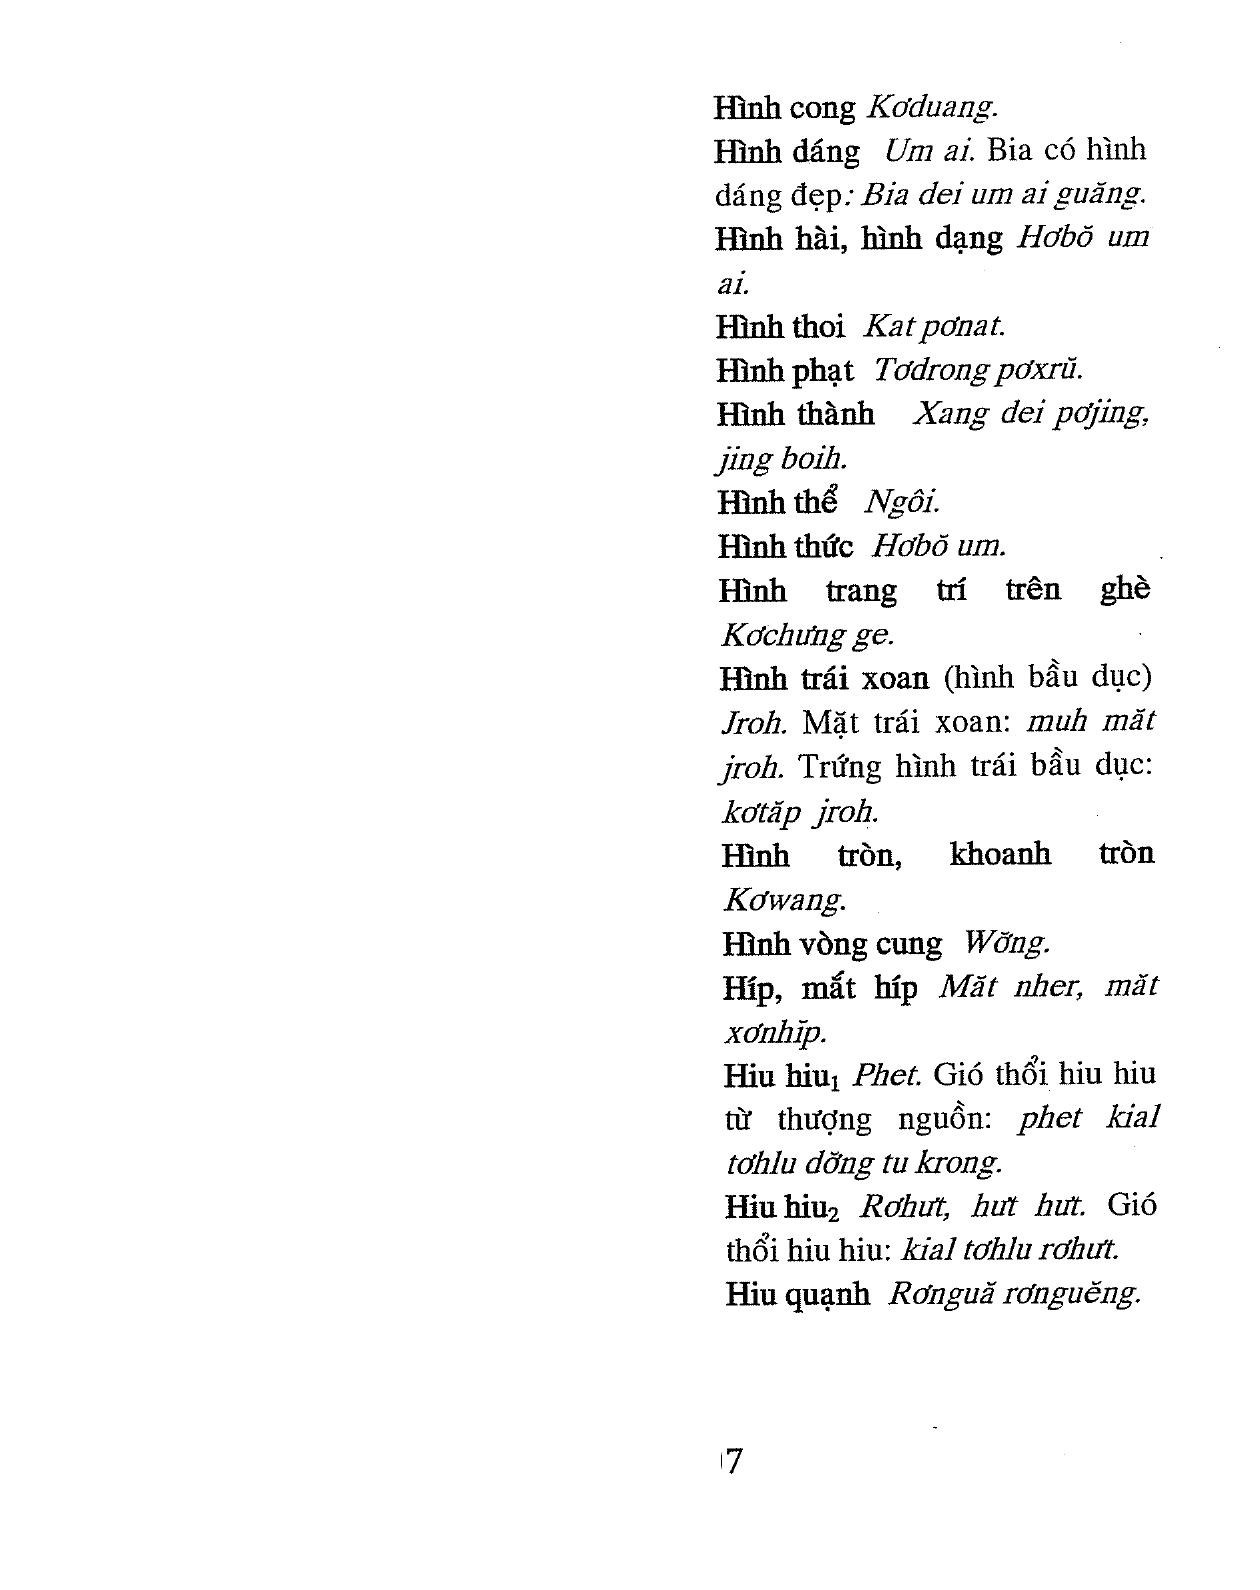 Hình cong Kơduang.
Hình dáng Um ai. Bia có hình
dáng đẹp: Bia dei um ai guăng.
Hình hài, hình dạng Hơbŏ um
ai.
Hình thoi Kat pơnat.
Hình phạt Tơdrong pơxrŭ.
Hình thành Xang dei pơjing,
jing boih.
Hình thể Ngôi.
Hình thức Hơbŏ um.
Hình trang trí trên ghè
Kơchưng ge.
Hình trái xoan (hình bầu dục)
Jroh. Mặt trái xoan: muh măt
jroh. Trứng hình trái bầu dục:
kơtăp jroh.
Hình tròn, khoanh tròn
Kơwang.
Hình vòng cung Wơ̆ng.
Híp, mắt híp Măt nher, măt
xơnhĭp.
Hiu hiu₁ Phet. Gió thổi hiu hiu
từ thượng nguồn: phet kial
tơhlu dơ̆ng tu krong.
Hiu hiu₂ Rơhưt, hưt hưt. Gió
thổi hiu hiu: kial tơhlu rơhưt.
Hiu quạnh Rơnguă rơnguĕng.
7